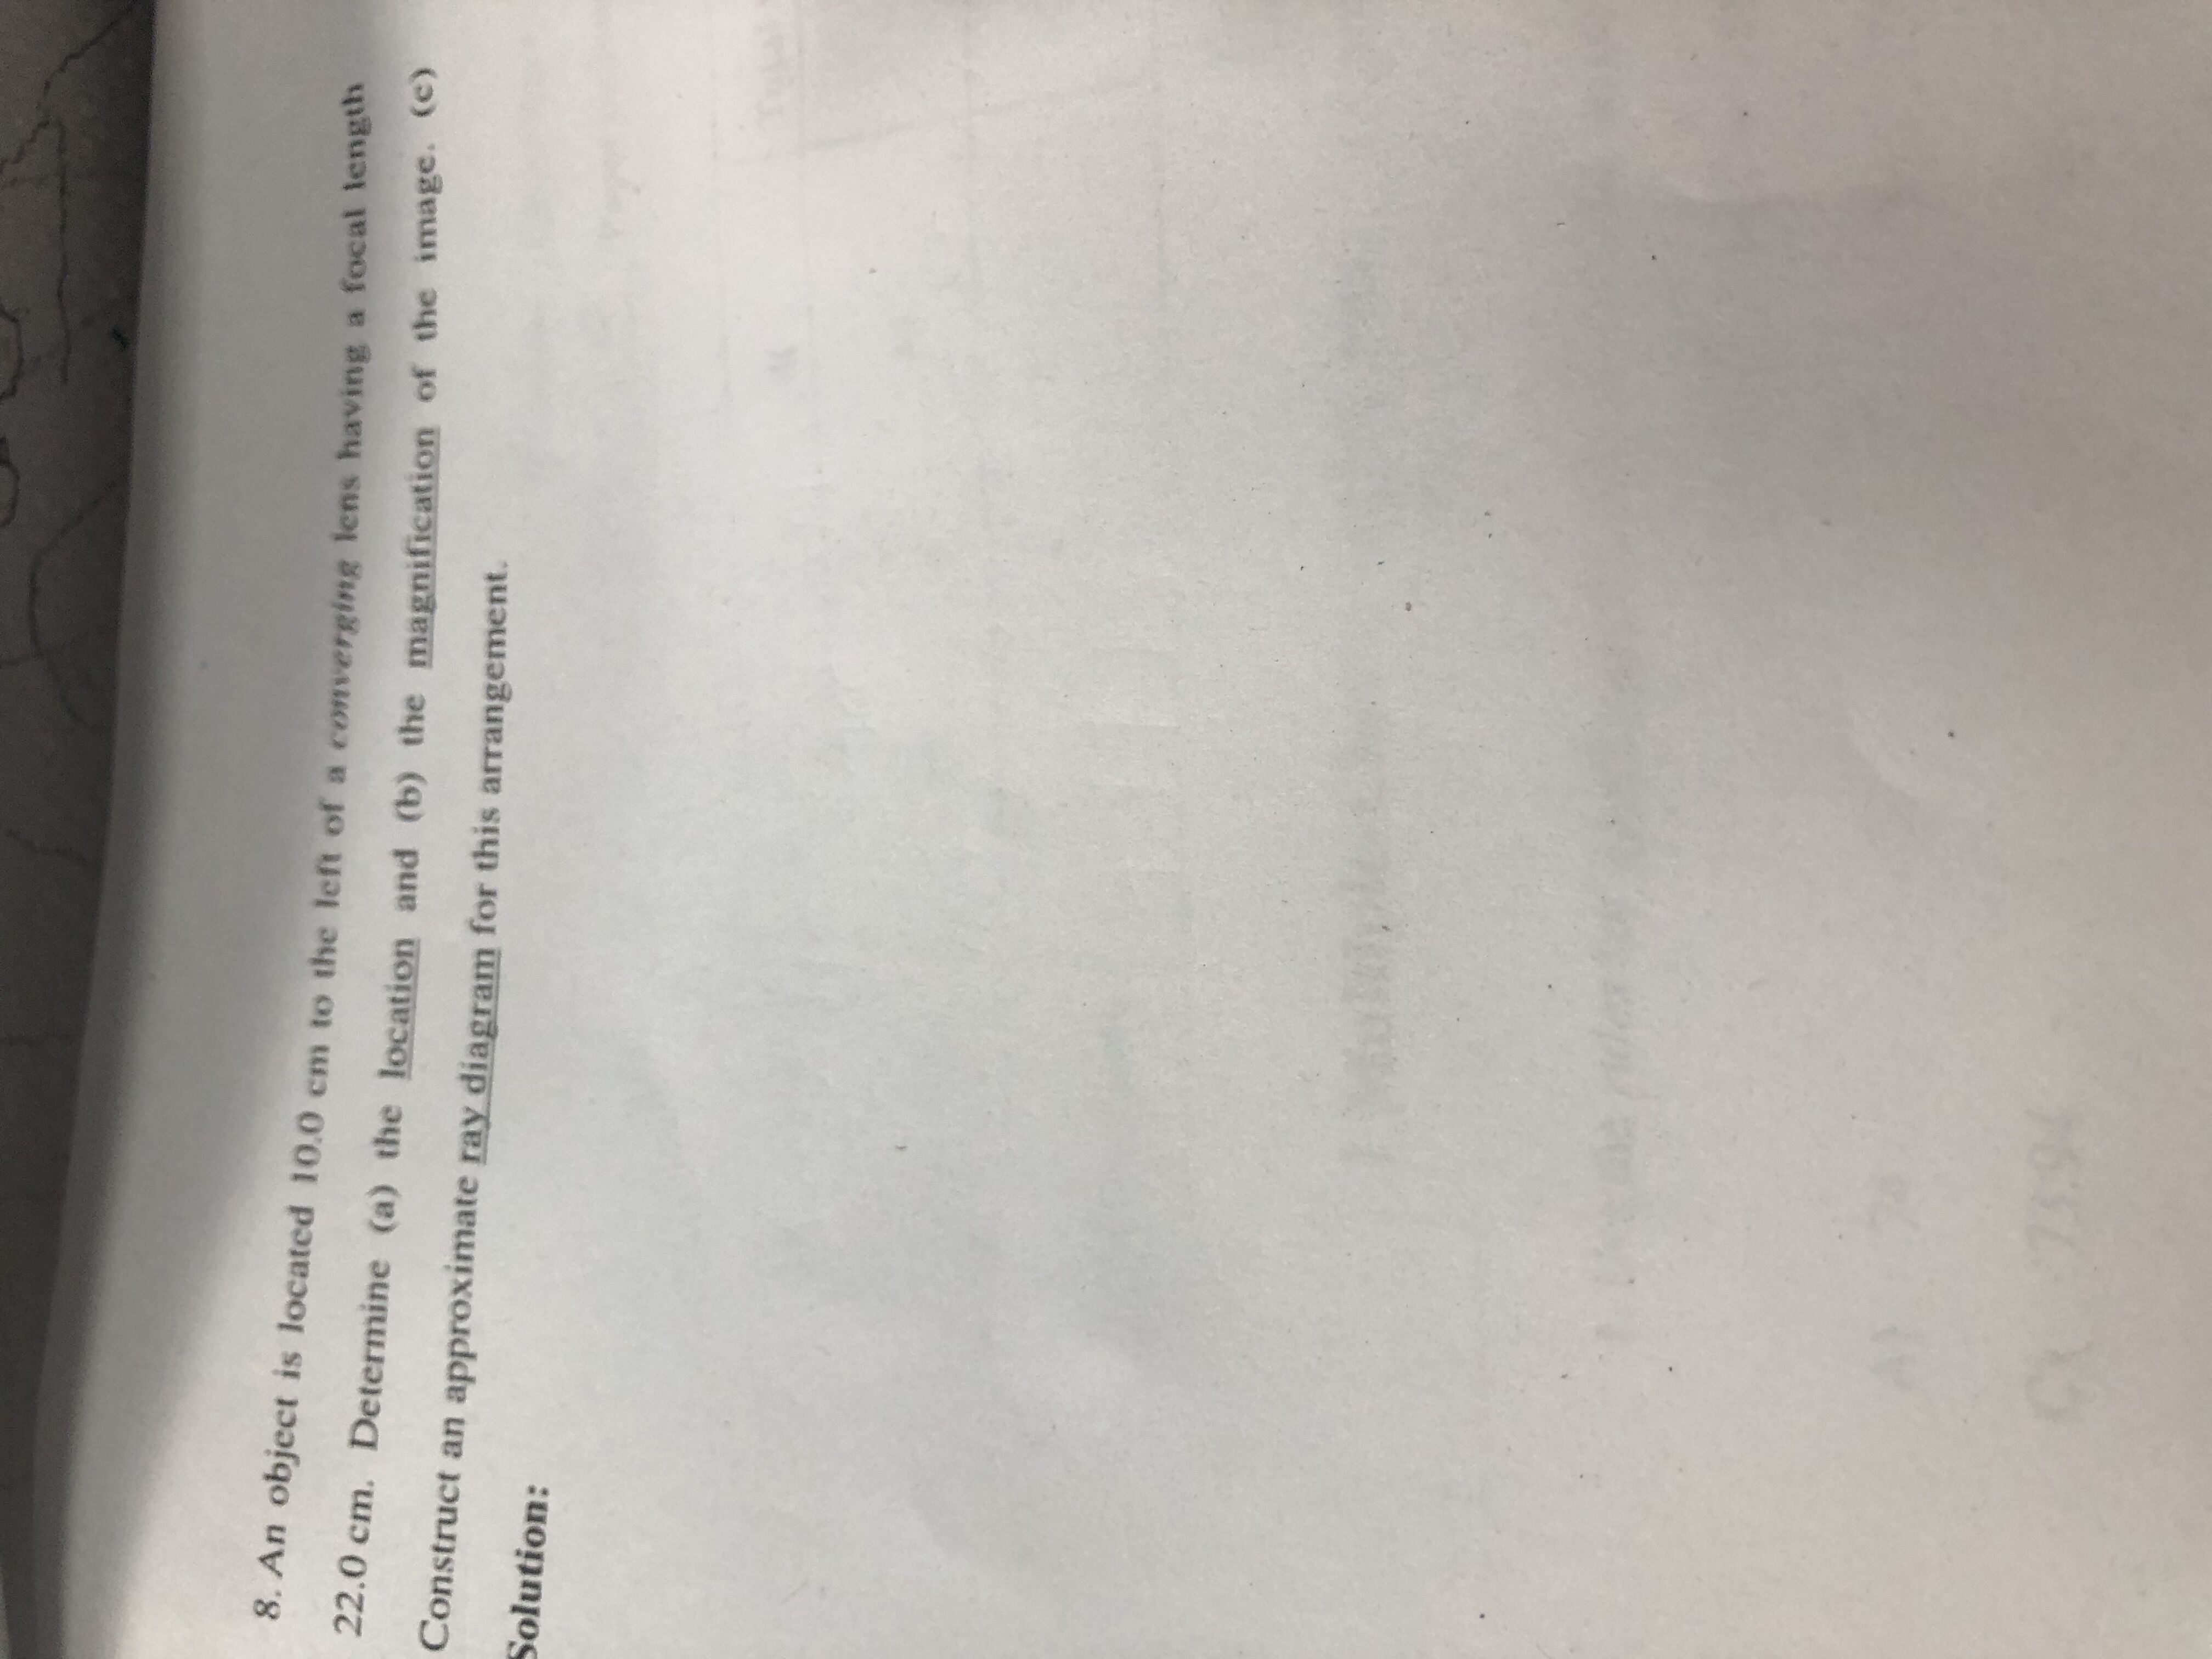 8. An object is located 10.0 cm to the left of a converging lens having a focal length
22.0 cm. Determine (a) the location and (b) the magnification of the image. (c)
Construct an approximate ray diagram for this arrangement.
Solution: